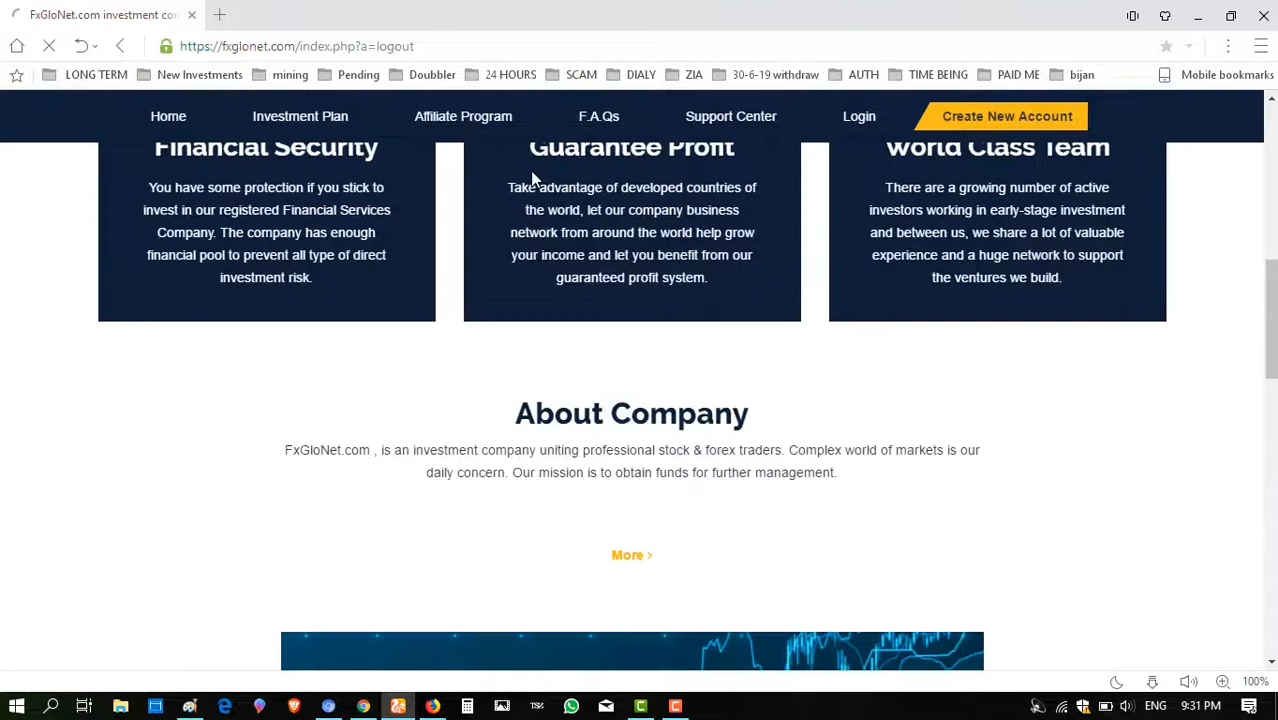 FxGloNet.com investment con
https://fxglonet.com/index.php?a=logout
LONG TERM New Investments mining Pending Doubbler 24 HOURS SCAM DIALY ZIA 30-6-19 withdraw AUTH TIME BEING PAID ME bijan Mobile bookmarks
Home Investment Plan Affiliate Program F.A.Qs Support Center Login Create New Account
Financial Security
You have some protection if you stick to
invest in our registered Financial Services
Company. The company has enough
financial pool to prevent all type of direct
investment risk.
Guarantee Profit
Take advantage of developed countries of
the world, let our company business
network from around the world help grow
your income and let you benefit from our
guaranteed profit system.
World Class Team
There are a growing number of active
investors working in early-stage investment
and between us, we share a lot of valuable
experience and a huge network to support
the ventures we build.
About Company
FxGloNet.com , is an investment company uniting professional stock & forex traders. Complex world of markets is our
daily concern. Our mission is to obtain funds for further management.
More >
100%
ENG 9:31 PM